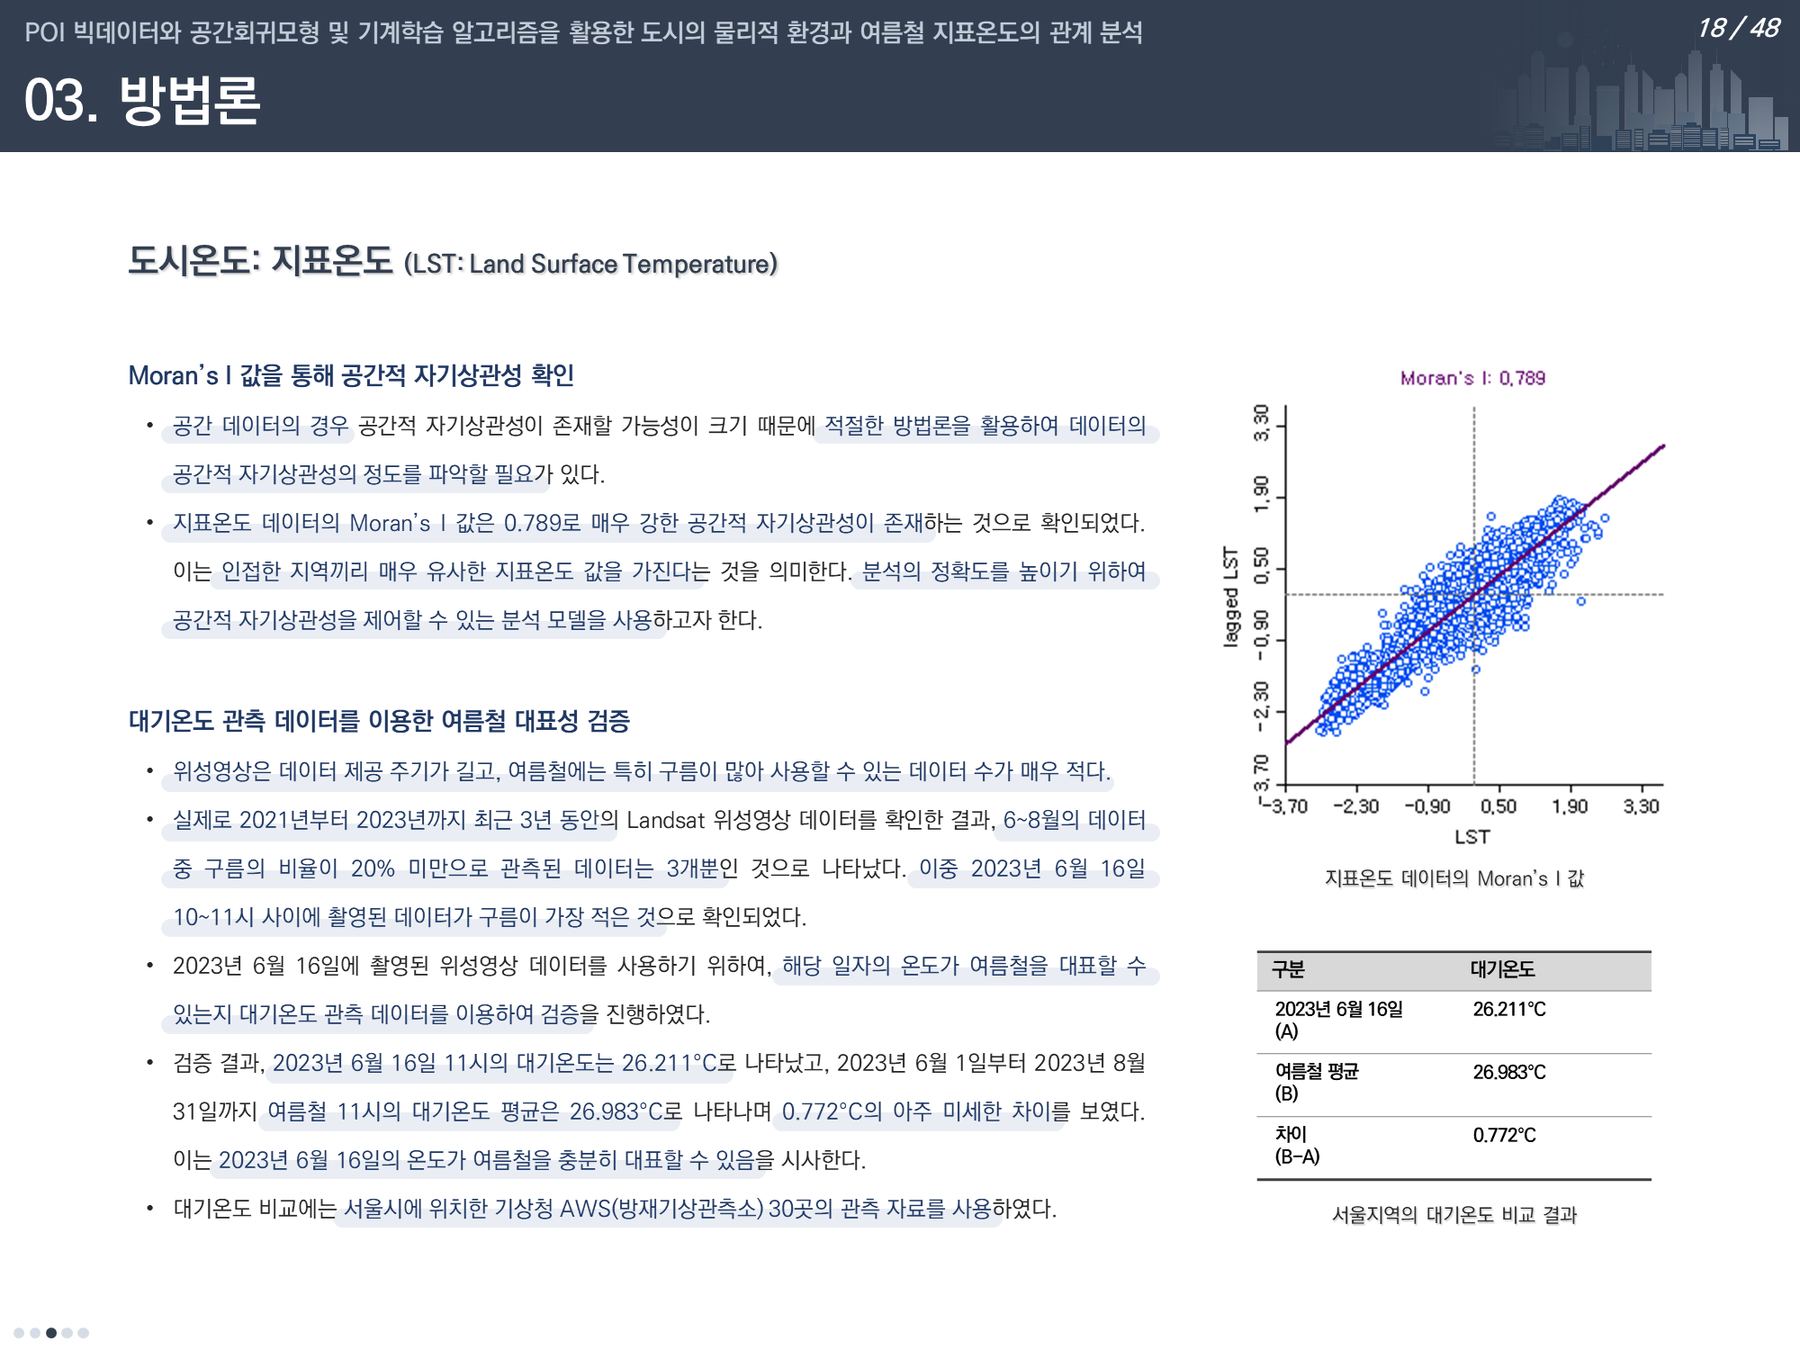 POI 빅데이터와 공간회귀모형 및 기계학습 알고리즘을 활용한 도시의 물리적 환경과 여름철 지표온도의 관계 분석
18 / 48
03. 방법론
도시온도: 지표온도 (LST: Land Surface Temperature)
Moran's I 값을 통해 공간적 자기상관성 확인
• 공간 데이터의 경우 공간적 자기상관성이 존재할 가능성이 크기 때문에 적절한 방법론을 활용하여 데이터의
공간적 자기상관성의 정도를 파악할 필요가 있다.
• 지표온도 데이터의 Moran's I 값은 0.789로 매우 강한 공간적 자기상관성이 존재하는 것으로 확인되었다.
이는 인접한 지역끼리 매우 유사한 지표온도 값을 가진다는 것을 의미한다. 분석의 정확도를 높이기 위하여
공간적 자기상관성을 제어할 수 있는 분석 모델을 사용하고자 한다.
대기온도 관측 데이터를 이용한 여름철 대표성 검증
• 위성영상은 데이터 제공 주기가 길고, 여름철에는 특히 구름이 많아 사용할 수 있는 데이터 수가 매우 적다.
• 실제로 2021년부터 2023년까지 최근 3년 동안의 Landsat 위성영상 데이터를 확인한 결과, 6~8월의 데이터
중 구름의 비율이 20% 미만으로 관측된 데이터는 3개뿐인 것으로 나타났다. 이중 2023년 6월 16일
10~11시 사이에 촬영된 데이터가 구름이 가장 적은 것으로 확인되었다.
• 2023년 6월 16일에 촬영된 위성영상 데이터를 사용하기 위하여, 해당 일자의 온도가 여름철을 대표할 수
있는지 대기온도 관측 데이터를 이용하여 검증을 진행하였다.
• 검증 결과, 2023년 6월 16일 11시의 대기온도는 26.211°C로 나타났고, 2023년 6월 1일부터 2023년 8월
31일까지 여름철 11시의 대기온도 평균은 26.983°C로 나타나며 0.772°C의 아주 미세한 차이를 보였다.
이는 2023년 6월 16일의 온도가 여름철을 충분히 대표할 수 있음을 시사한다.
• 대기온도 비교에는 서울시에 위치한 기상청 AWS(방재기상관측소) 30곳의 관측 자료를 사용하였다.
Moran's I: 0,789
3,30
1,90
0,50
-0,90
-2,30
-3,70
lagged LST
-3,70 -2,30 -0,90 0,50 1,90 3,30
LST
지표온도 데이터의 Moran's I 값
구분 대기온도
2023년 6월 16일 26.211°C
(A)
여름철 평균 26.983°C
(B)
차이 0.772°C
(B-A)
서울지역의 대기온도 비교 결과